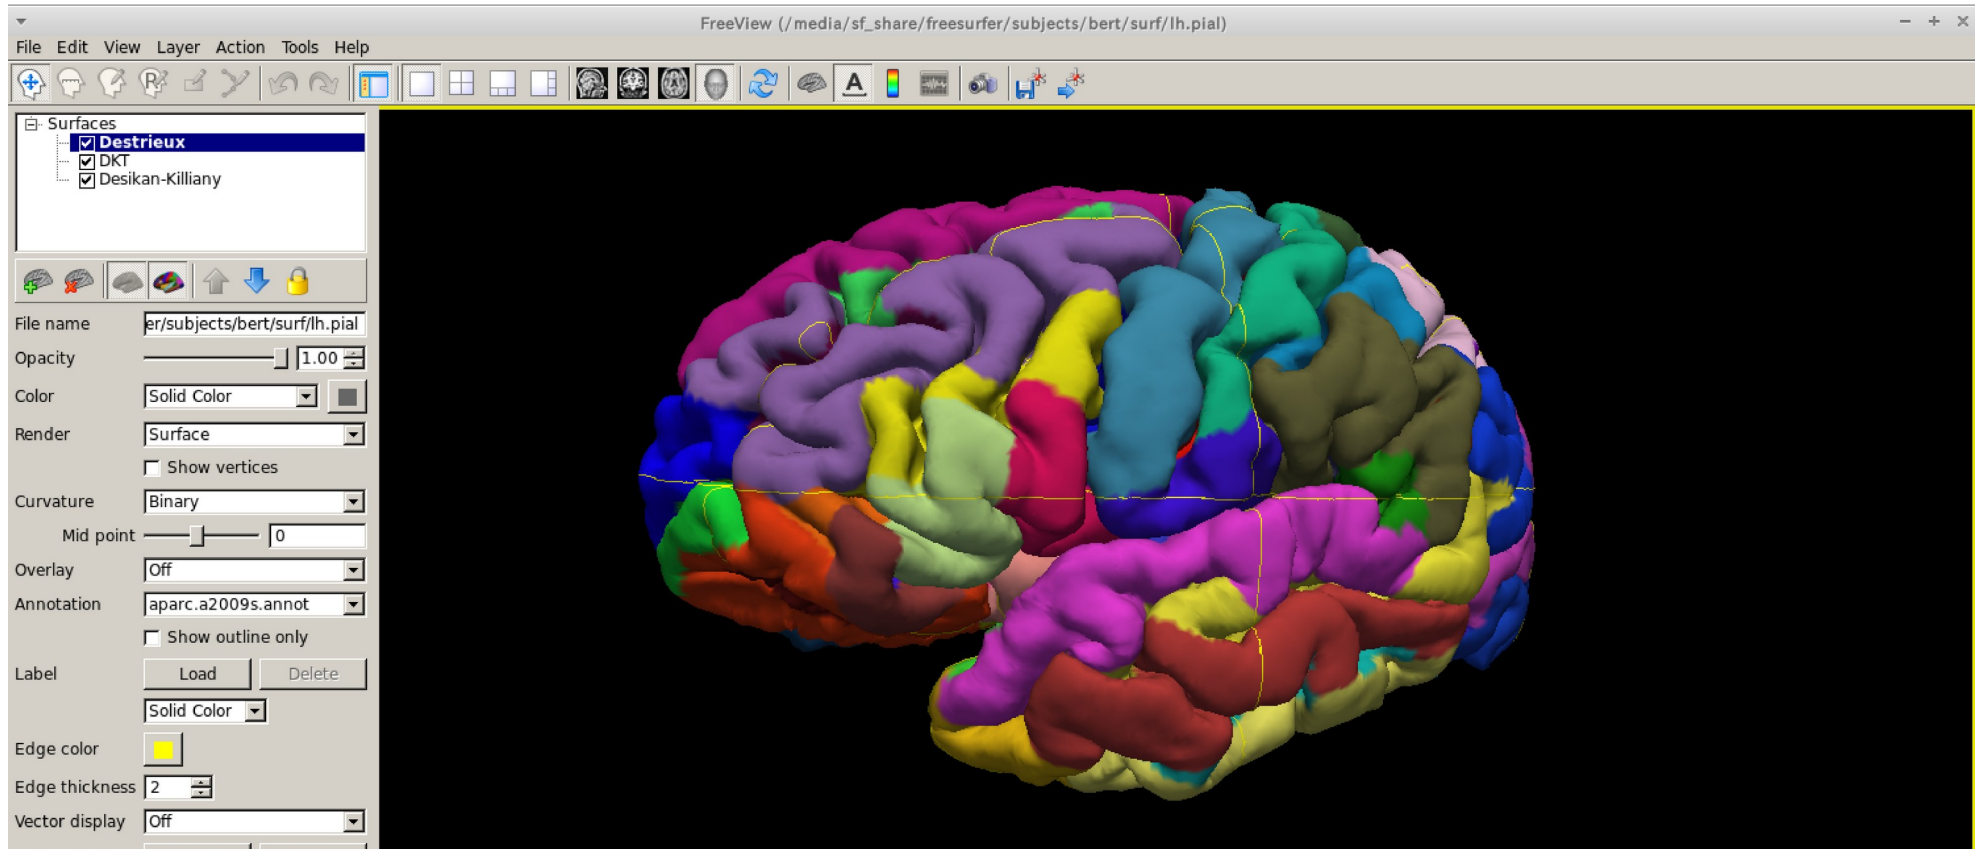 FreeView (/media/sf_share/freesurfer/subjects/bert/surf/lh.pial)
File Edit View Layer Action Tools Help
R A
Surfaces
Destrieux
DKT
Desikan-Killiany
File name er/subjects/bert/surf/lh.pial
Opacity 1.00
Color Solid Color
Render Surface
Show vertices
Curvature Binary
Mid point 0
Overlay Off
Annotation aparc.a2009s.annot
Show outline only
Label Load Delete
Solid Color
Edge color
Edge thickness 2
Vector display Off